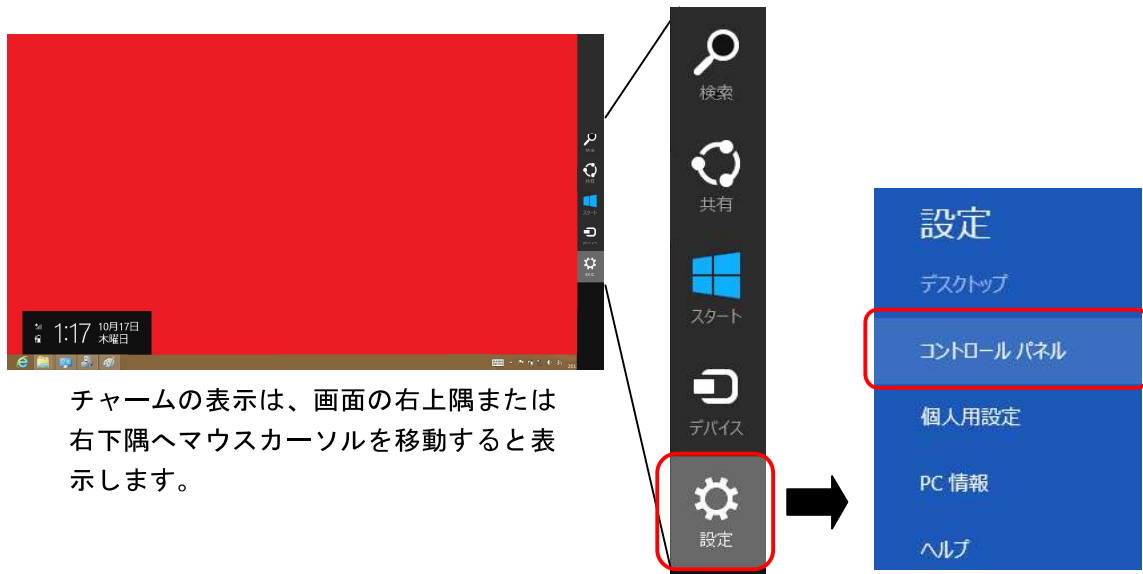 1:17
10月17日
木曜日
チャームの表示は、画面の右上隅または
右下隅へマウスカーソルを移動すると表
示します。
検索
共有
スタート
デバイス
設定
設定
デスクトップ
コントロール パネル
個人用設定
PC 情報
ヘルプ